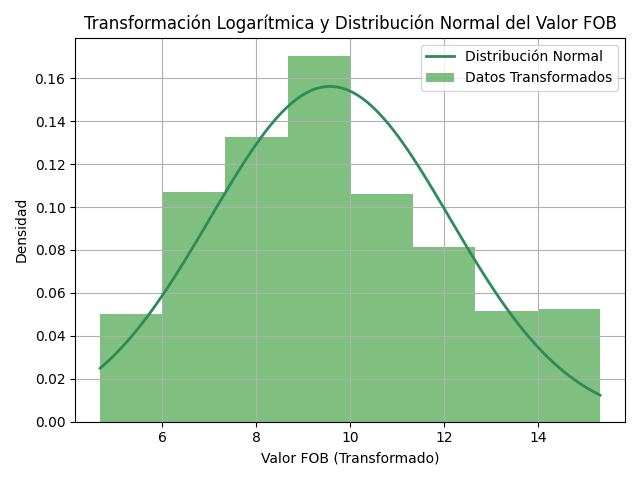 Transformación Logarítmica y Distribución Normal del Valor FOB
Distribución Normal
Datos Transformados
0.16
0.14
0.12
0.10
0.08
0.06
0.04
0.02
0.00
Densidad
6
8
10
12
14
Valor FOB (Transformado)